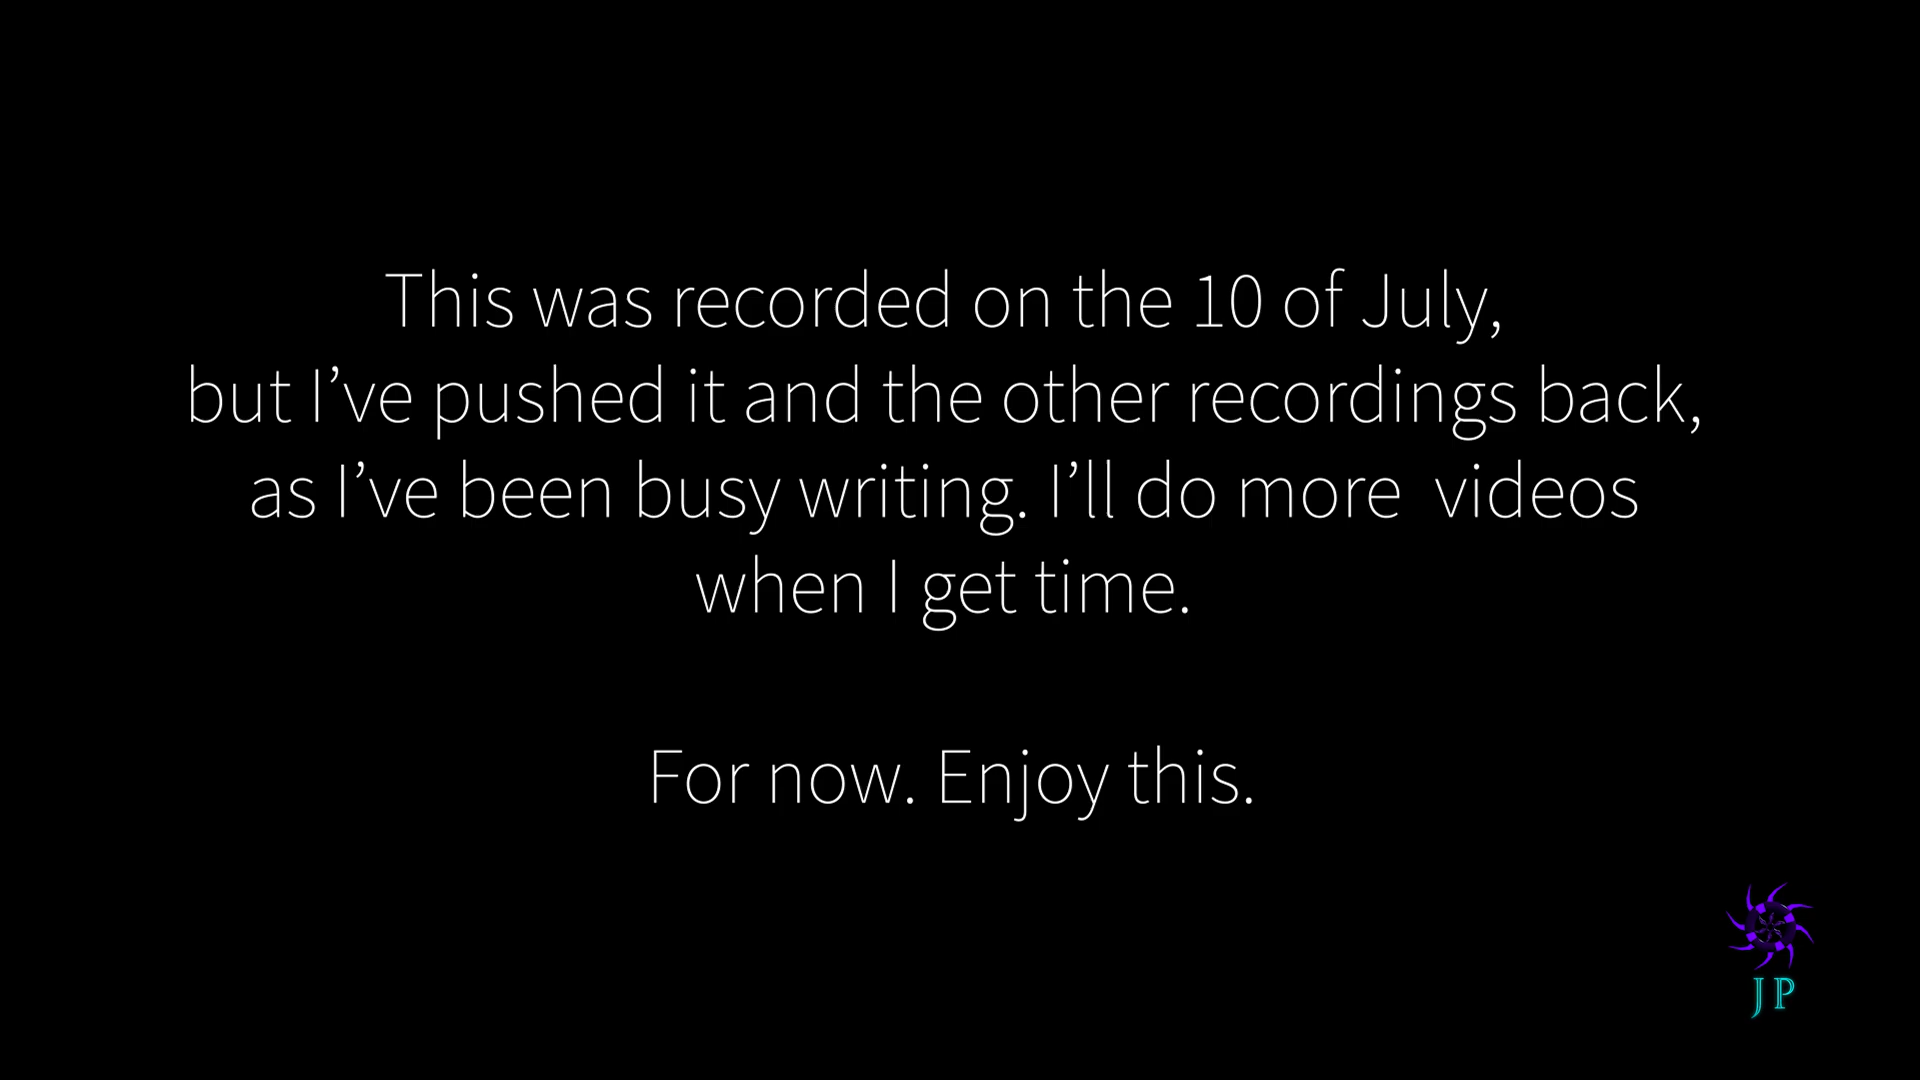 This was recorded on the 10 of July,
but I’ve pushed it and the other recordings back,
as I’ve been busy writing. I’ll do more  videos
when I get time.
For now. Enjoy this.
JP